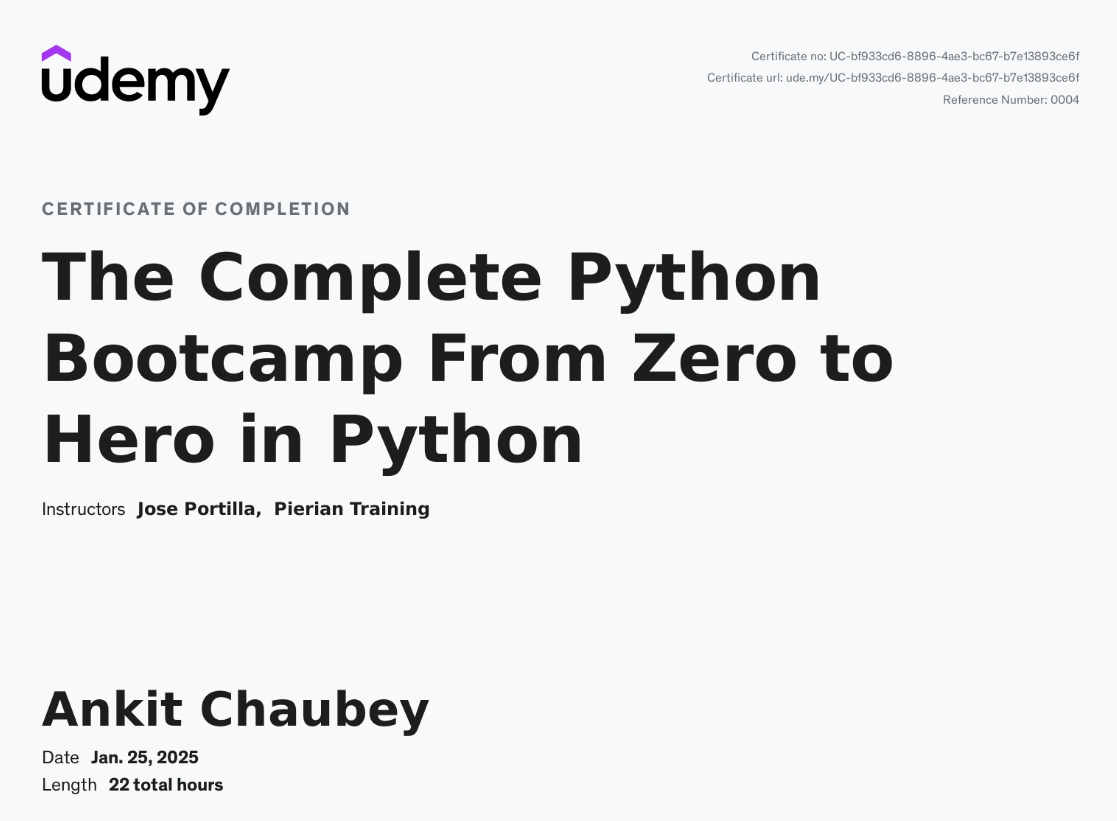 udemy
Certificate no: UC-bf933cd6-8896-4ae3-bc67-b7e13893ce6f
Certificate url: ude.my/UC-bf933cd6-8896-4ae3-bc67-b7e13893ce6f
Reference Number: 0004
CERTIFICATE OF COMPLETION
The Complete Python
Bootcamp From Zero to
Hero in Python
Instructors Jose Portilla, Pierian Training
Ankit Chaubey
Date Jan. 25, 2025
Length 22 total hours